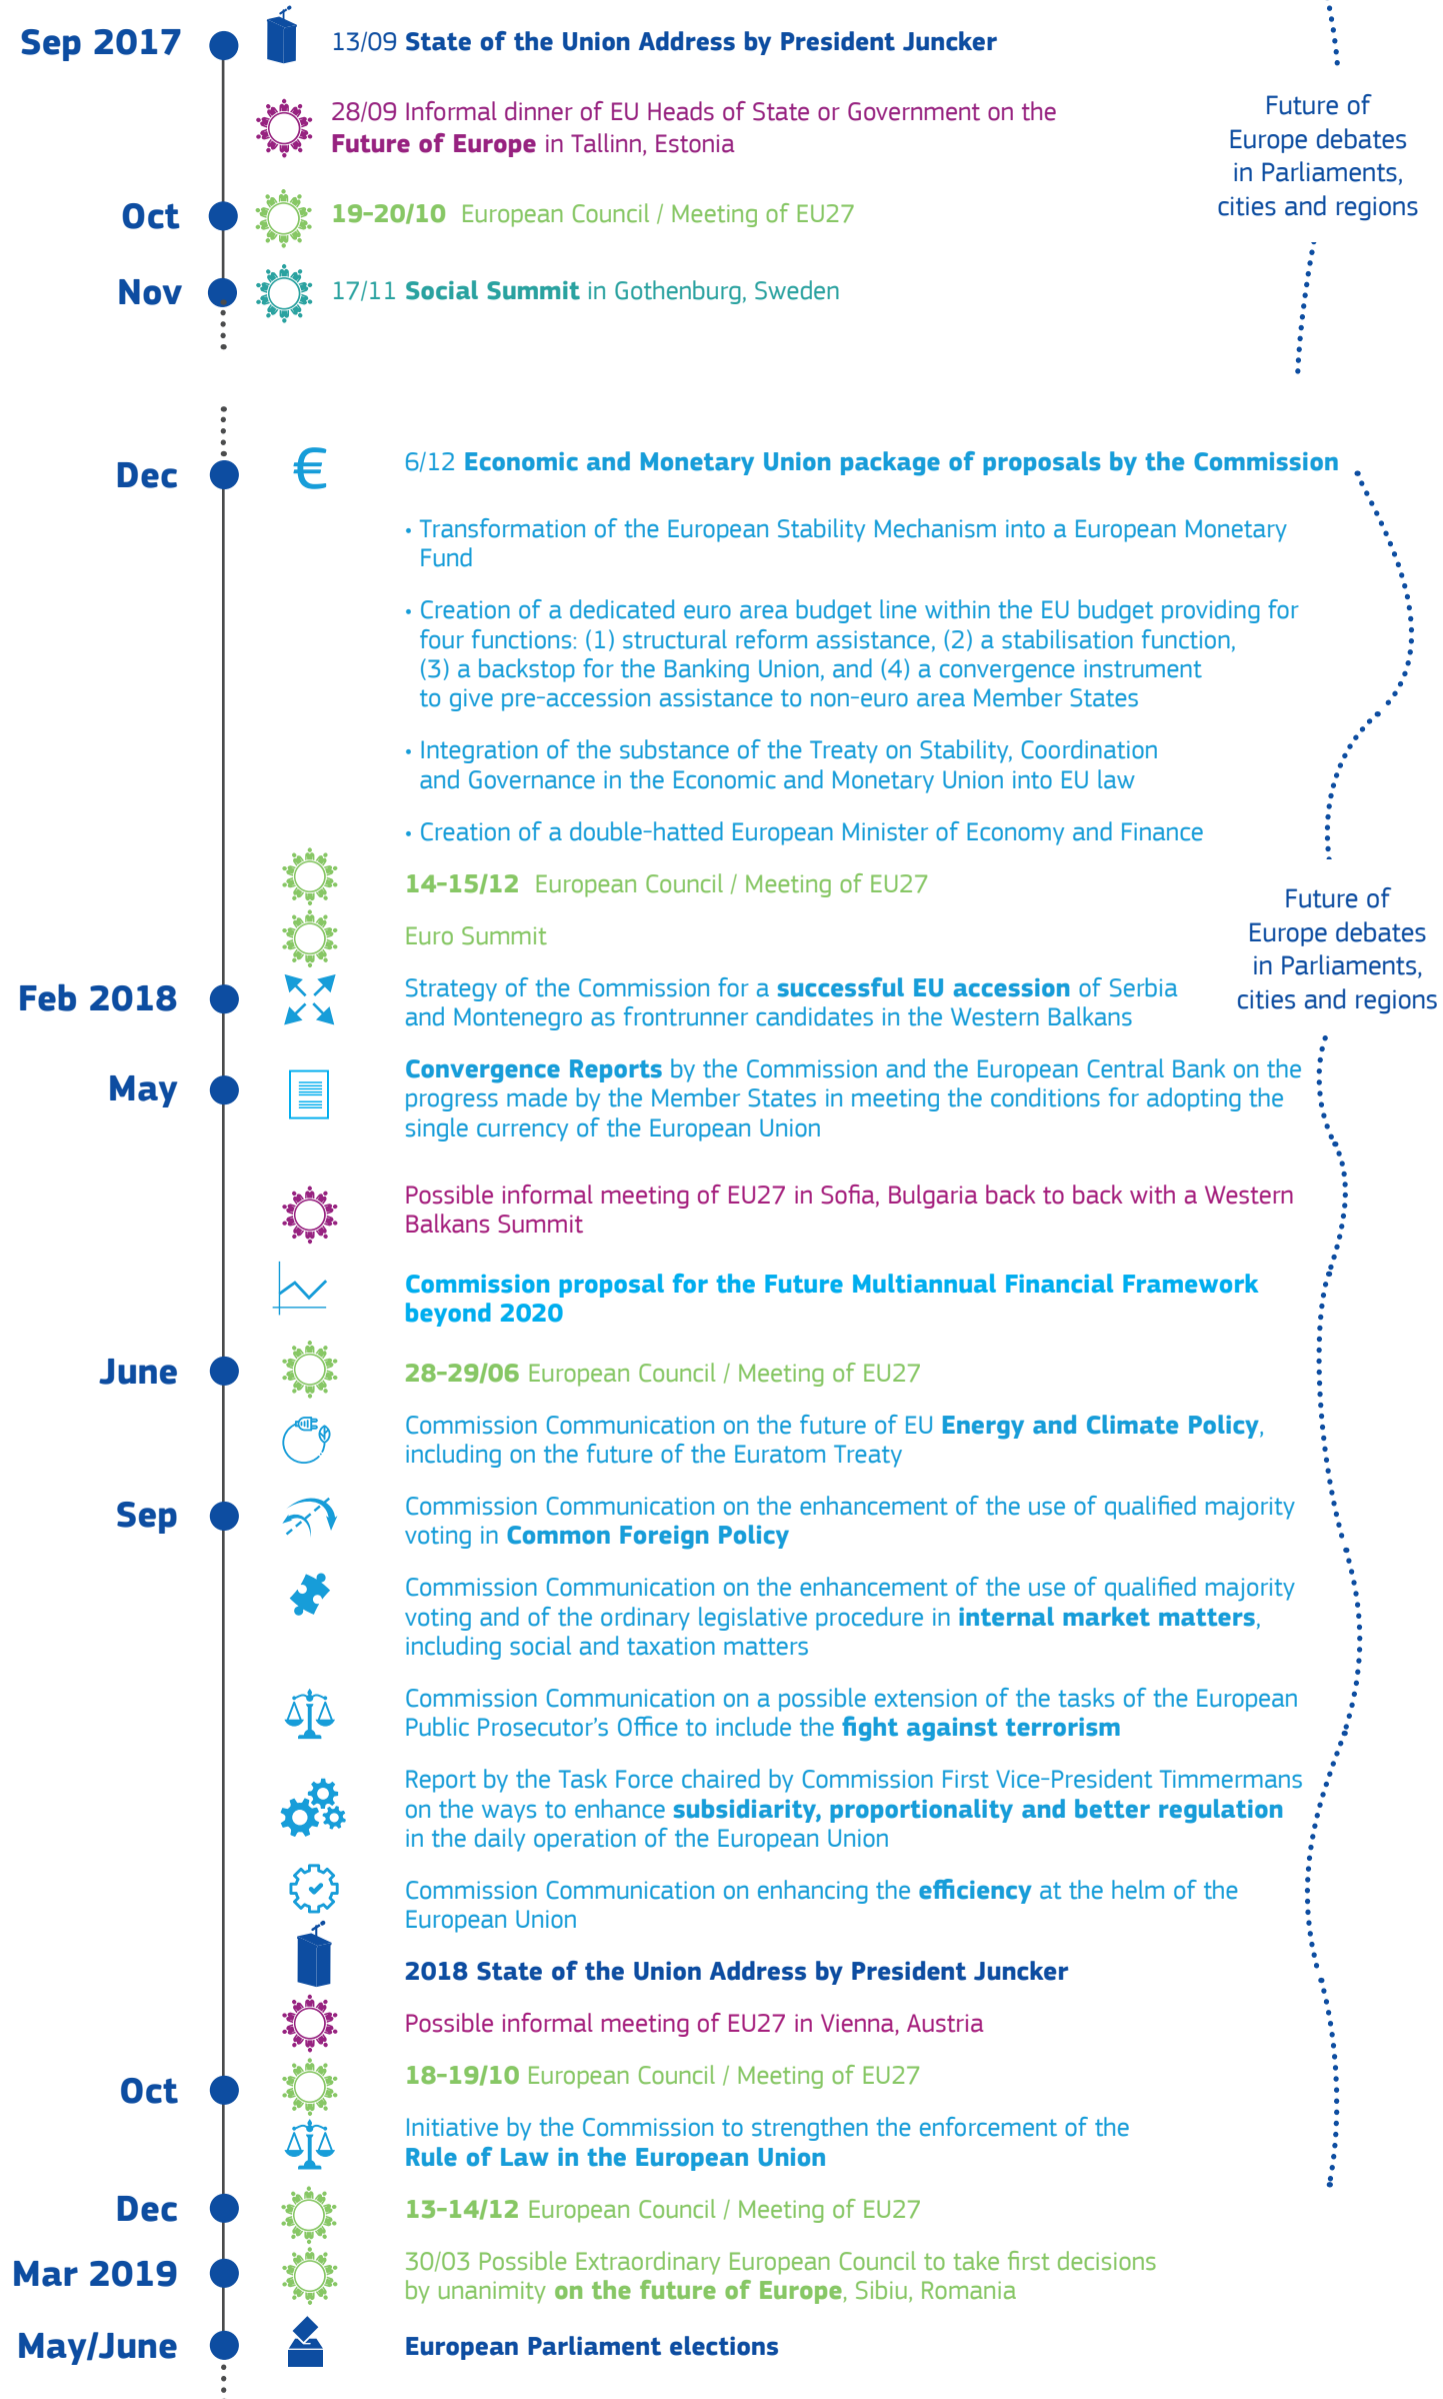 Sep 2017
13/09 State of the Union Address by President Juncker
28/09 Informal dinner of EU Heads of State or Government on the
Future of Europe in Tallinn, Estonia
Future of
Europe debates
in Parliaments,
cities and regions
Oct
19-20/10 European Council / Meeting of EU27
Nov
17/11 Social Summit in Gothenburg, Sweden
Dec
€
6/12 Economic and Monetary Union package of proposals by the Commission
• Transformation of the European Stability Mechanism into a European Monetary
Fund
• Creation of a dedicated euro area budget line within the EU budget providing for
four functions: (1) structural reform assistance, (2) a stabilisation function,
(3) a backstop for the Banking Union, and (4) a convergence instrument
to give pre-accession assistance to non-euro area Member States
• Integration of the substance of the Treaty on Stability, Coordination
and Governance in the Economic and Monetary Union into EU law
• Creation of a double-hatted European Minister of Economy and Finance
14-15/12 European Council / Meeting of EU27
Euro Summit
Future of
Europe debates
in Parliaments,
cities and regions
Feb 2018
Strategy of the Commission for a successful EU accession of Serbia
and Montenegro as frontrunner candidates in the Western Balkans
May
Convergence Reports by the Commission and the European Central Bank on the
progress made by the Member States in meeting the conditions for adopting the
single currency of the European Union
Possible informal meeting of EU27 in Sofia, Bulgaria back to back with a Western
Balkans Summit
Commission proposal for the Future Multiannual Financial Framework
beyond 2020
June
28-29/06 European Council / Meeting of EU27
Commission Communication on the future of EU Energy and Climate Policy,
including on the future of the Euratom Treaty
Sep
Commission Communication on the enhancement of the use of qualified majority
voting in Common Foreign Policy
Commission Communication on the enhancement of the use of qualified majority
voting and of the ordinary legislative procedure in internal market matters,
including social and taxation matters
Commission Communication on a possible extension of the tasks of the European
Public Prosecutor's Office to include the fight against terrorism
Report by the Task Force chaired by Commission First Vice-President Timmermans
on the ways to enhance subsidiarity, proportionality and better regulation
in the daily operation of the European Union
Commission Communication on enhancing the efficiency at the helm of the
European Union
2018 State of the Union Address by President Juncker
Possible informal meeting of EU27 in Vienna, Austria
Oct
18-19/10 European Council / Meeting of EU27
Initiative by the Commission to strengthen the enforcement of the
Rule of Law in the European Union
Dec
13-14/12 European Council / Meeting of EU27
Mar 2019
30/03 Possible Extraordinary European Council to take first decisions
by unanimity on the future of Europe, Sibiu, Romania
May/June
European Parliament elections